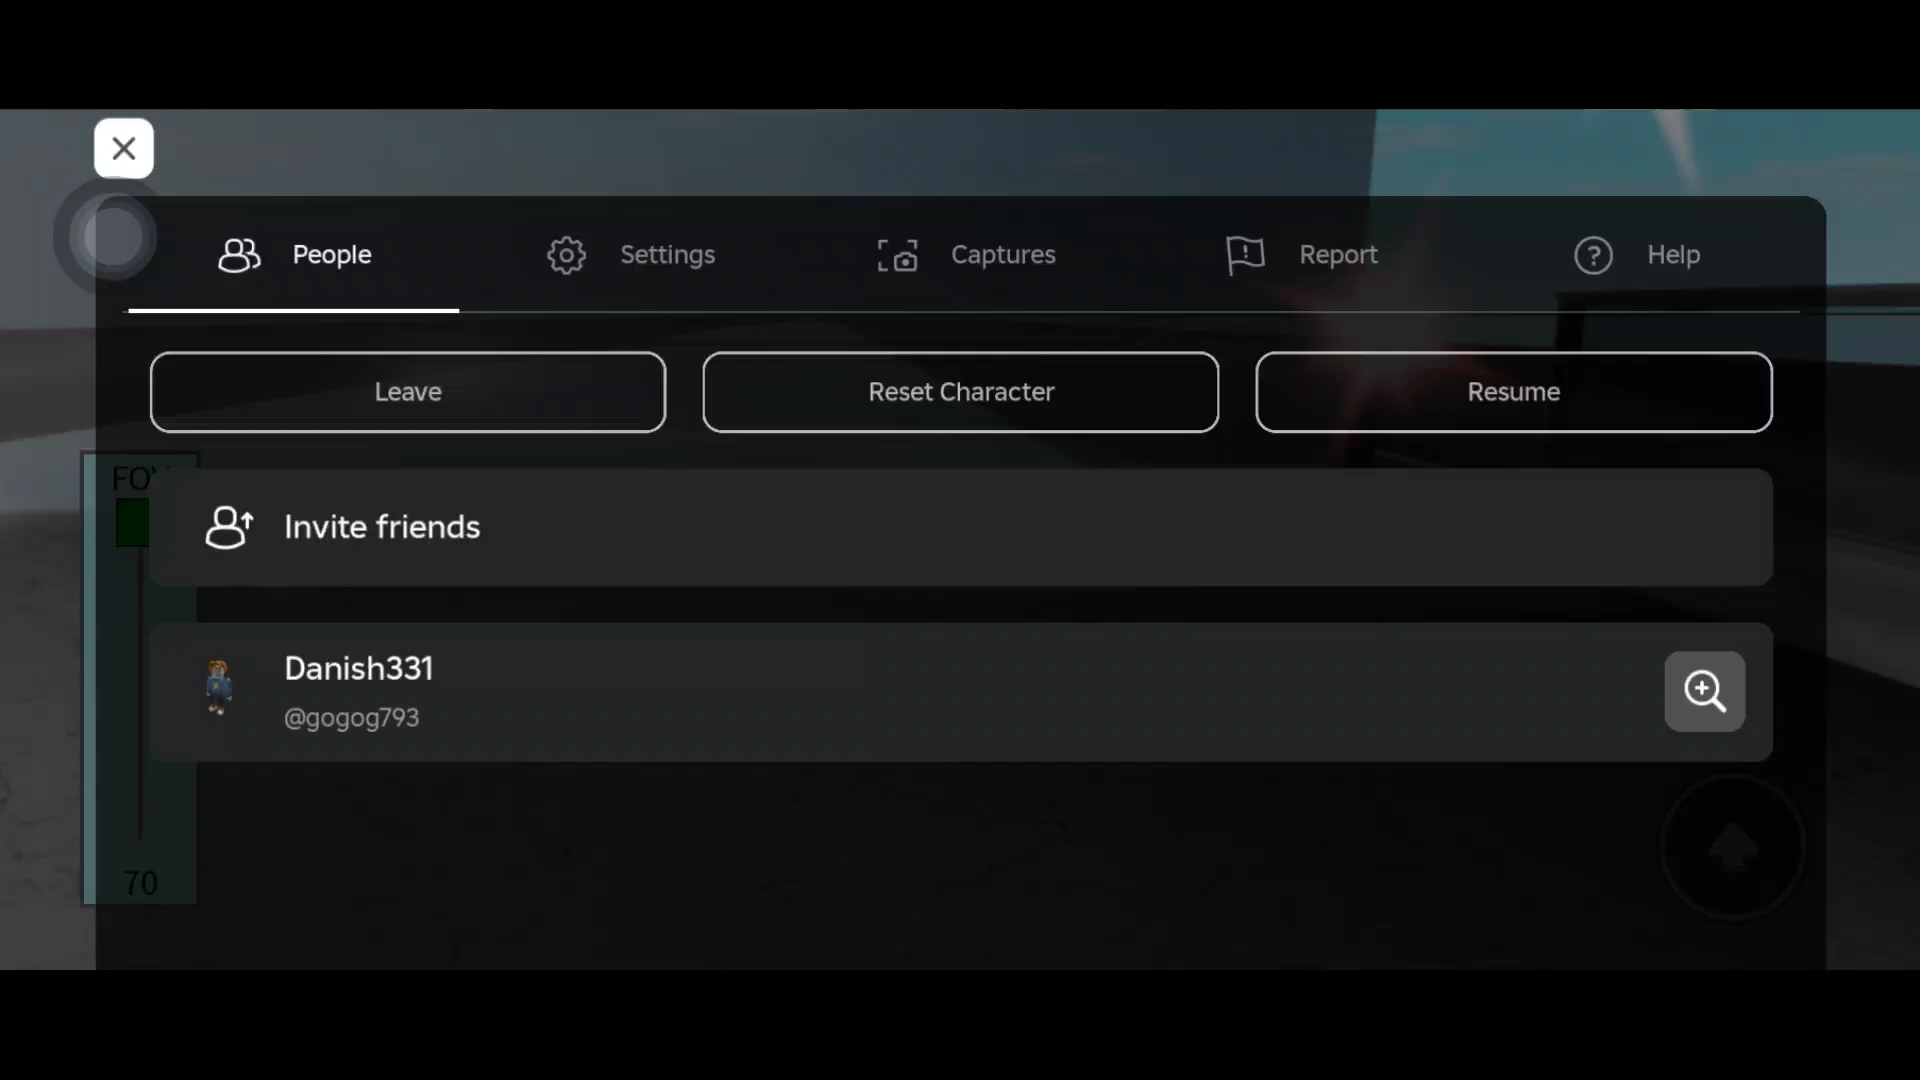 People
Settings
Captures
Report
Help
Leave
Reset Character
Resume
Invite friends
Danish331
@gogog793
70